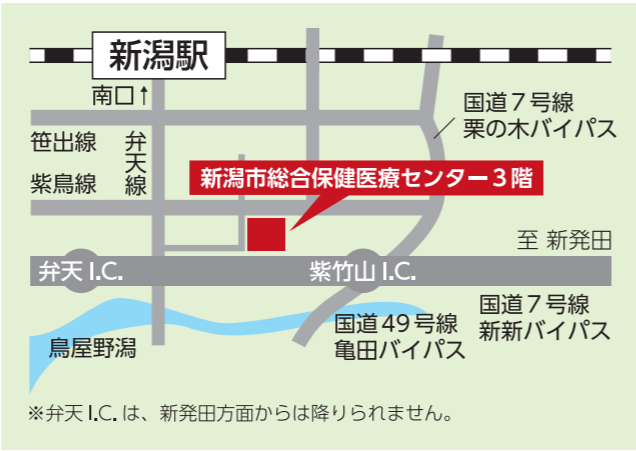 新潟駅
南口↑
国道7号線
栗の木バイパス
笹出線
弁天線
紫鳥線
新潟市総合保健医療センター3階
至 新発田
弁天 I.C.
紫竹山 I.C.
国道49号線
亀田バイパス
国道7号線
新新バイパス
鳥屋野潟
※弁天 I.C. は、新発田方面からは降りられません。